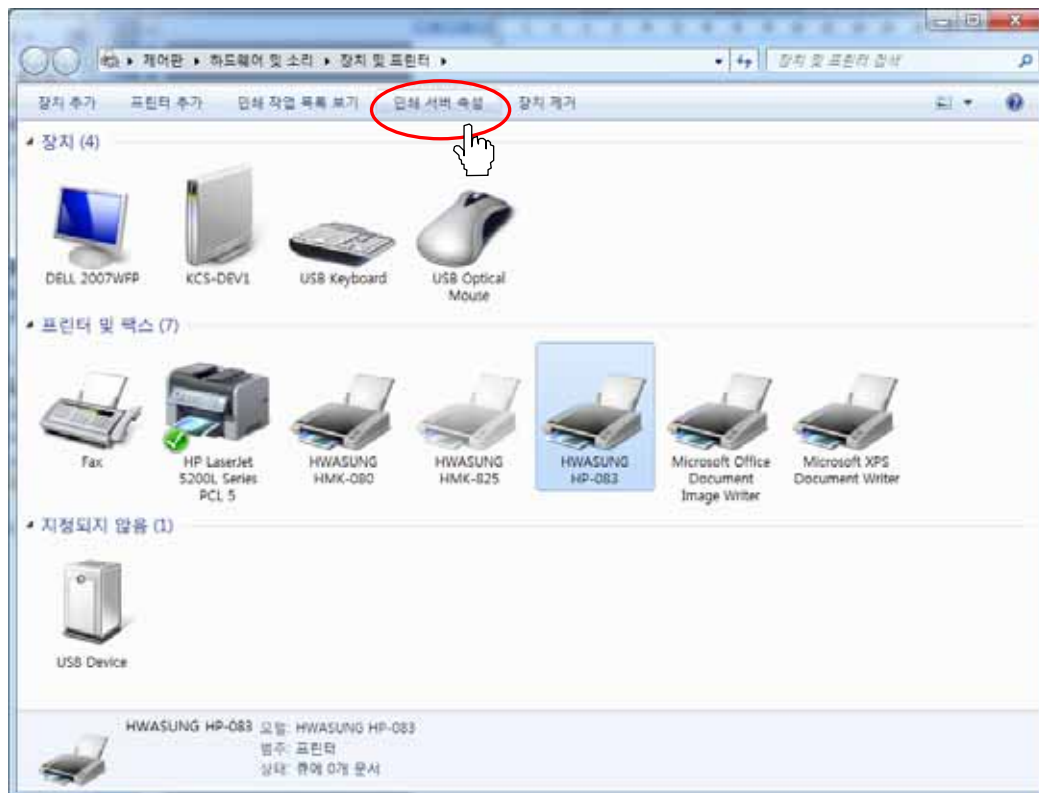 제어판 ▸ 하드웨어 및 소리 ▸ 장치 및 프린터 ▸
장치 및 프린터 검색
장치 추가 프린터 추가 인쇄 작업 목록 보기 인쇄 서버 속성 장치 제거
장치 (4)
DELL 2007WFP
KCS-DEV1
USB Keyboard
USB Optical
Mouse
프린터 및 팩스 (7)
Fax
HP LaserJet
5200L Series
PCL 5
HWASUNG
HMK-080
HWASUNG
HMK-825
HWASUNG
HP-083
Microsoft Office
Document
Image Writer
Microsoft XPS
Document Writer
지정되지 않음 (1)
USB Device
HWASUNG HP-083 모델: HWASUNG HP-083
범주: 프린터
상태: 큐에 0개 문서